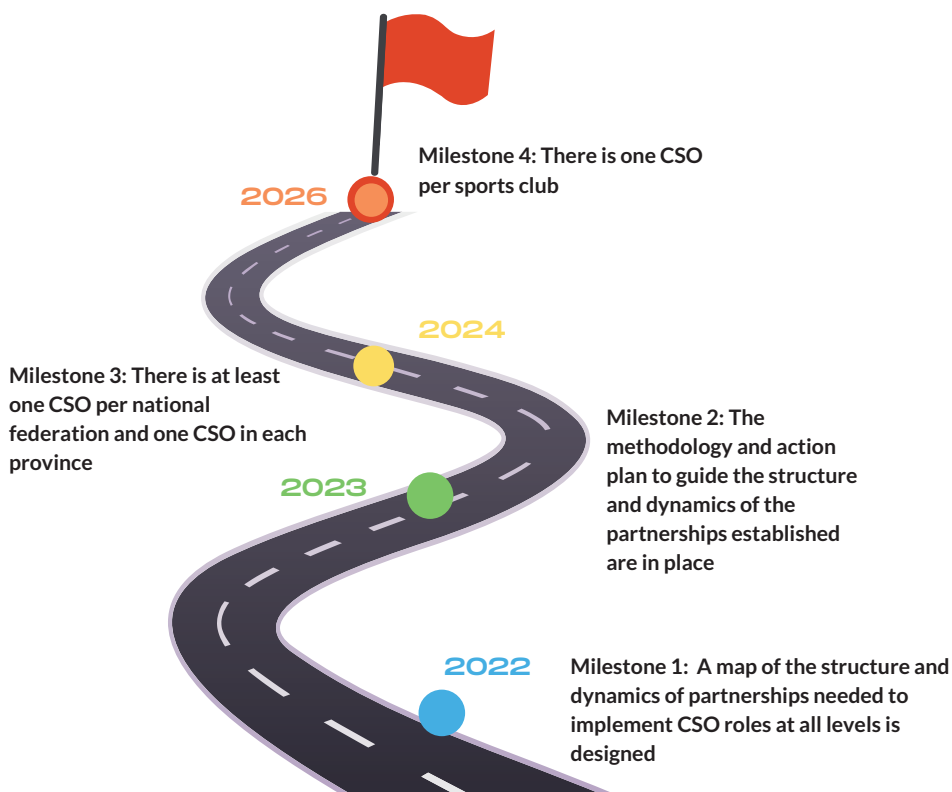 Milestone 4: There is one CSO
per sports club
2026
2024
Milestone 3: There is at least
one CSO per national
federation and one CSO in each
province
Milestone 2: The
methodology and action
plan to guide the structure
and dynamics of the
partnerships established
are in place
2023
2022
Milestone 1:  A map of the structure and
dynamics of partnerships needed to
implement CSO roles at all levels is
designed